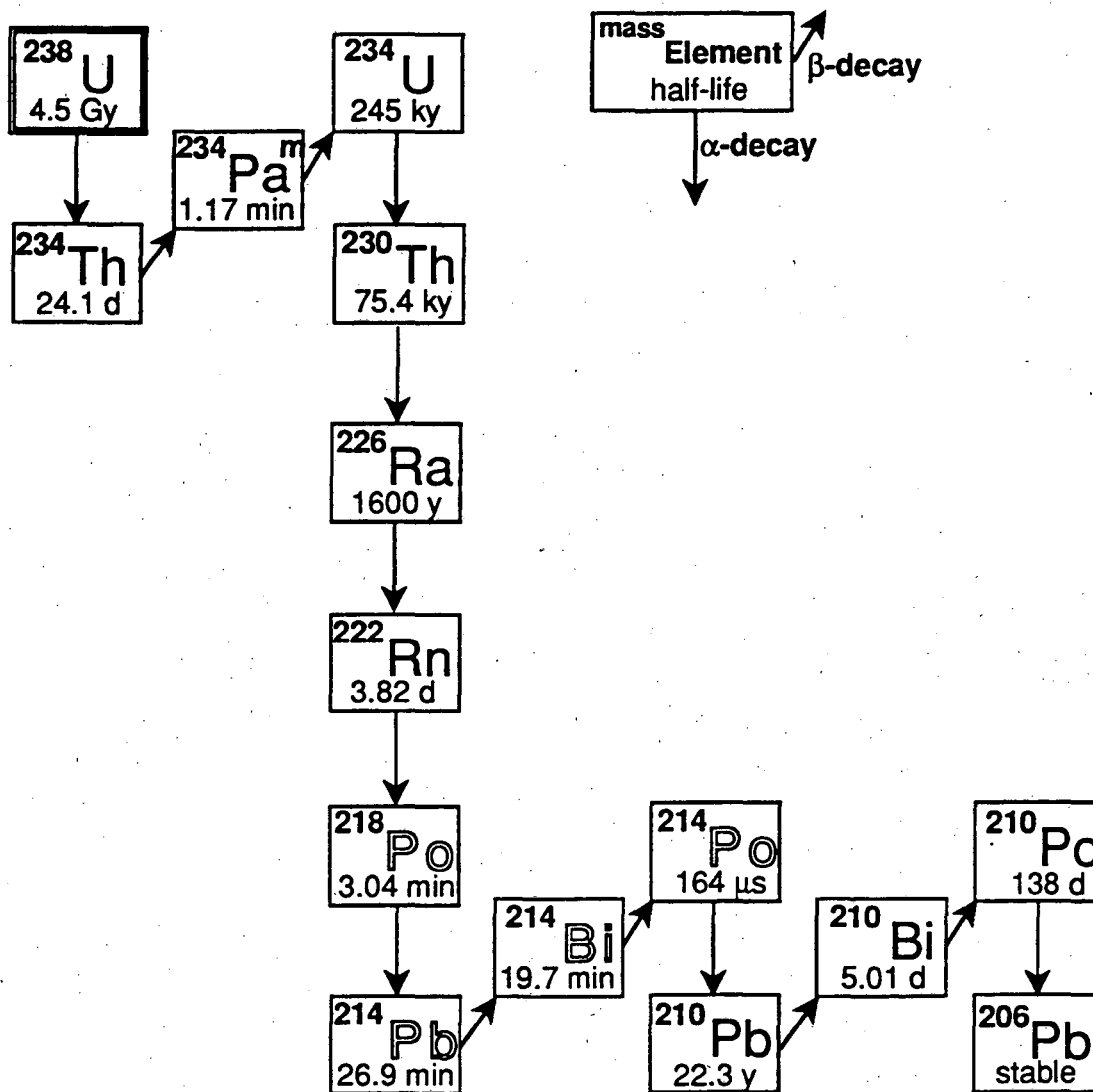 238 U
4.5 Gy
234 U
245 ky
mass Element
half-life
β-decay
α-decay
234 Pa m
1.17 min
234 Th
24.1 d
230 Th
75.4 ky
226 Ra
1600 y
222 Rn
3.82 d
218 Po
3.04 min
214 Po
164 µs
210 Po
138 d
214 Bi
19.7 min
210 Bi
5.01 d
214 Pb
26.9 min
210 Pb
22.3 y
206 Pb
stable